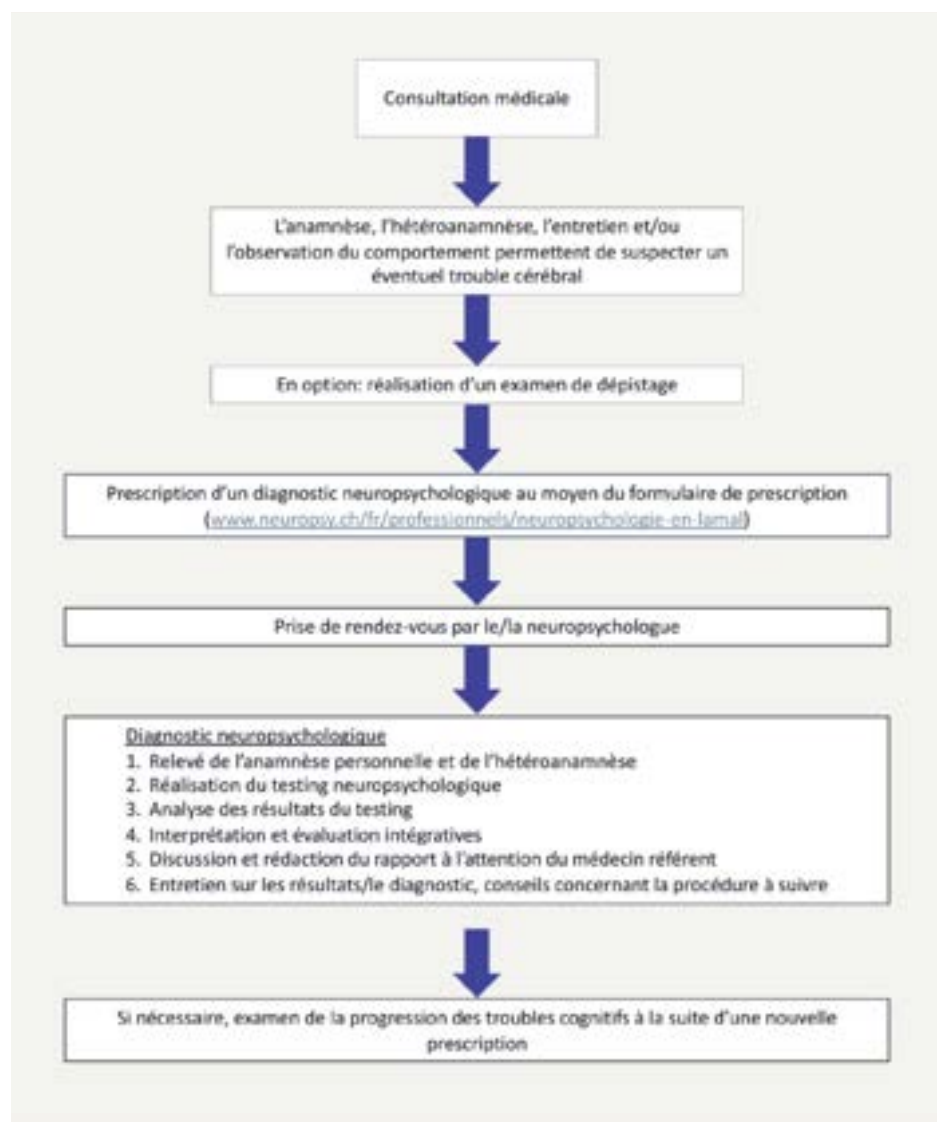 Consultation médicale
L'anamnèse, l'hétéroanamnèse, l'entretien et/ou
l'observation du comportement permettent de suspecter un
éventuel trouble cérébral
En option: réalisation d'un examen de dépistage
Prescription d'un diagnostic neuropsychologique au moyen du formulaire de prescription
(www.neuropsy.ch/fr/professionnels/neuropsychologie-en-lamal)
Prise de rendez-vous par le/la neuropsychologue
Diagnostic neuropsychologique
1. Relevé de l'anamnèse personnelle et de l'hétéroanamnèse
2. Réalisation du testing neuropsychologique
3. Analyse des résultats du testing
4. Interprétation et évaluation intégratives
5. Discussion et rédaction du rapport à l'attention du médecin référent
6. Entretien sur les résultats/le diagnostic, conseils concernant la procédure à suivre
Si nécessaire, examen de la progression des troubles cognitifs à la suite d'une nouvelle
prescription